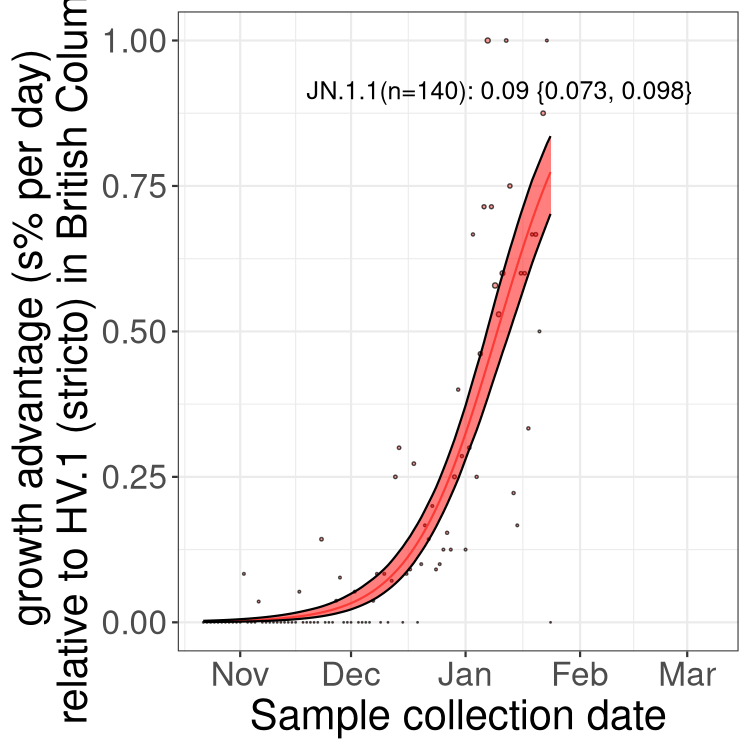 growth advantage (s% per day)
relative to HV.1 (stricto) in British Colum
1.00
0.75
0.50
0.25
0.00
JN.1.1(n=140): 0.09 {0.073, 0.098}
Nov Dec Jan Feb Mar
Sample collection date